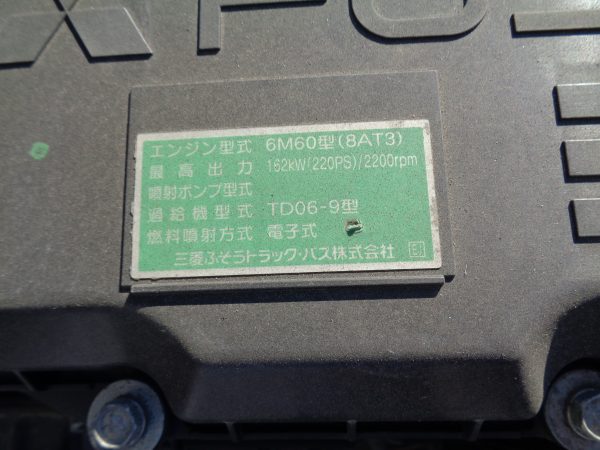 エンジン型式 6M60型(8AT3)
最高出力 162kW(220PS)/2200rpm
噴射ポンプ型式
過給機型式 TD06-9型
燃料噴射方式 電子式
三菱ふそうトラック・バス株式会社